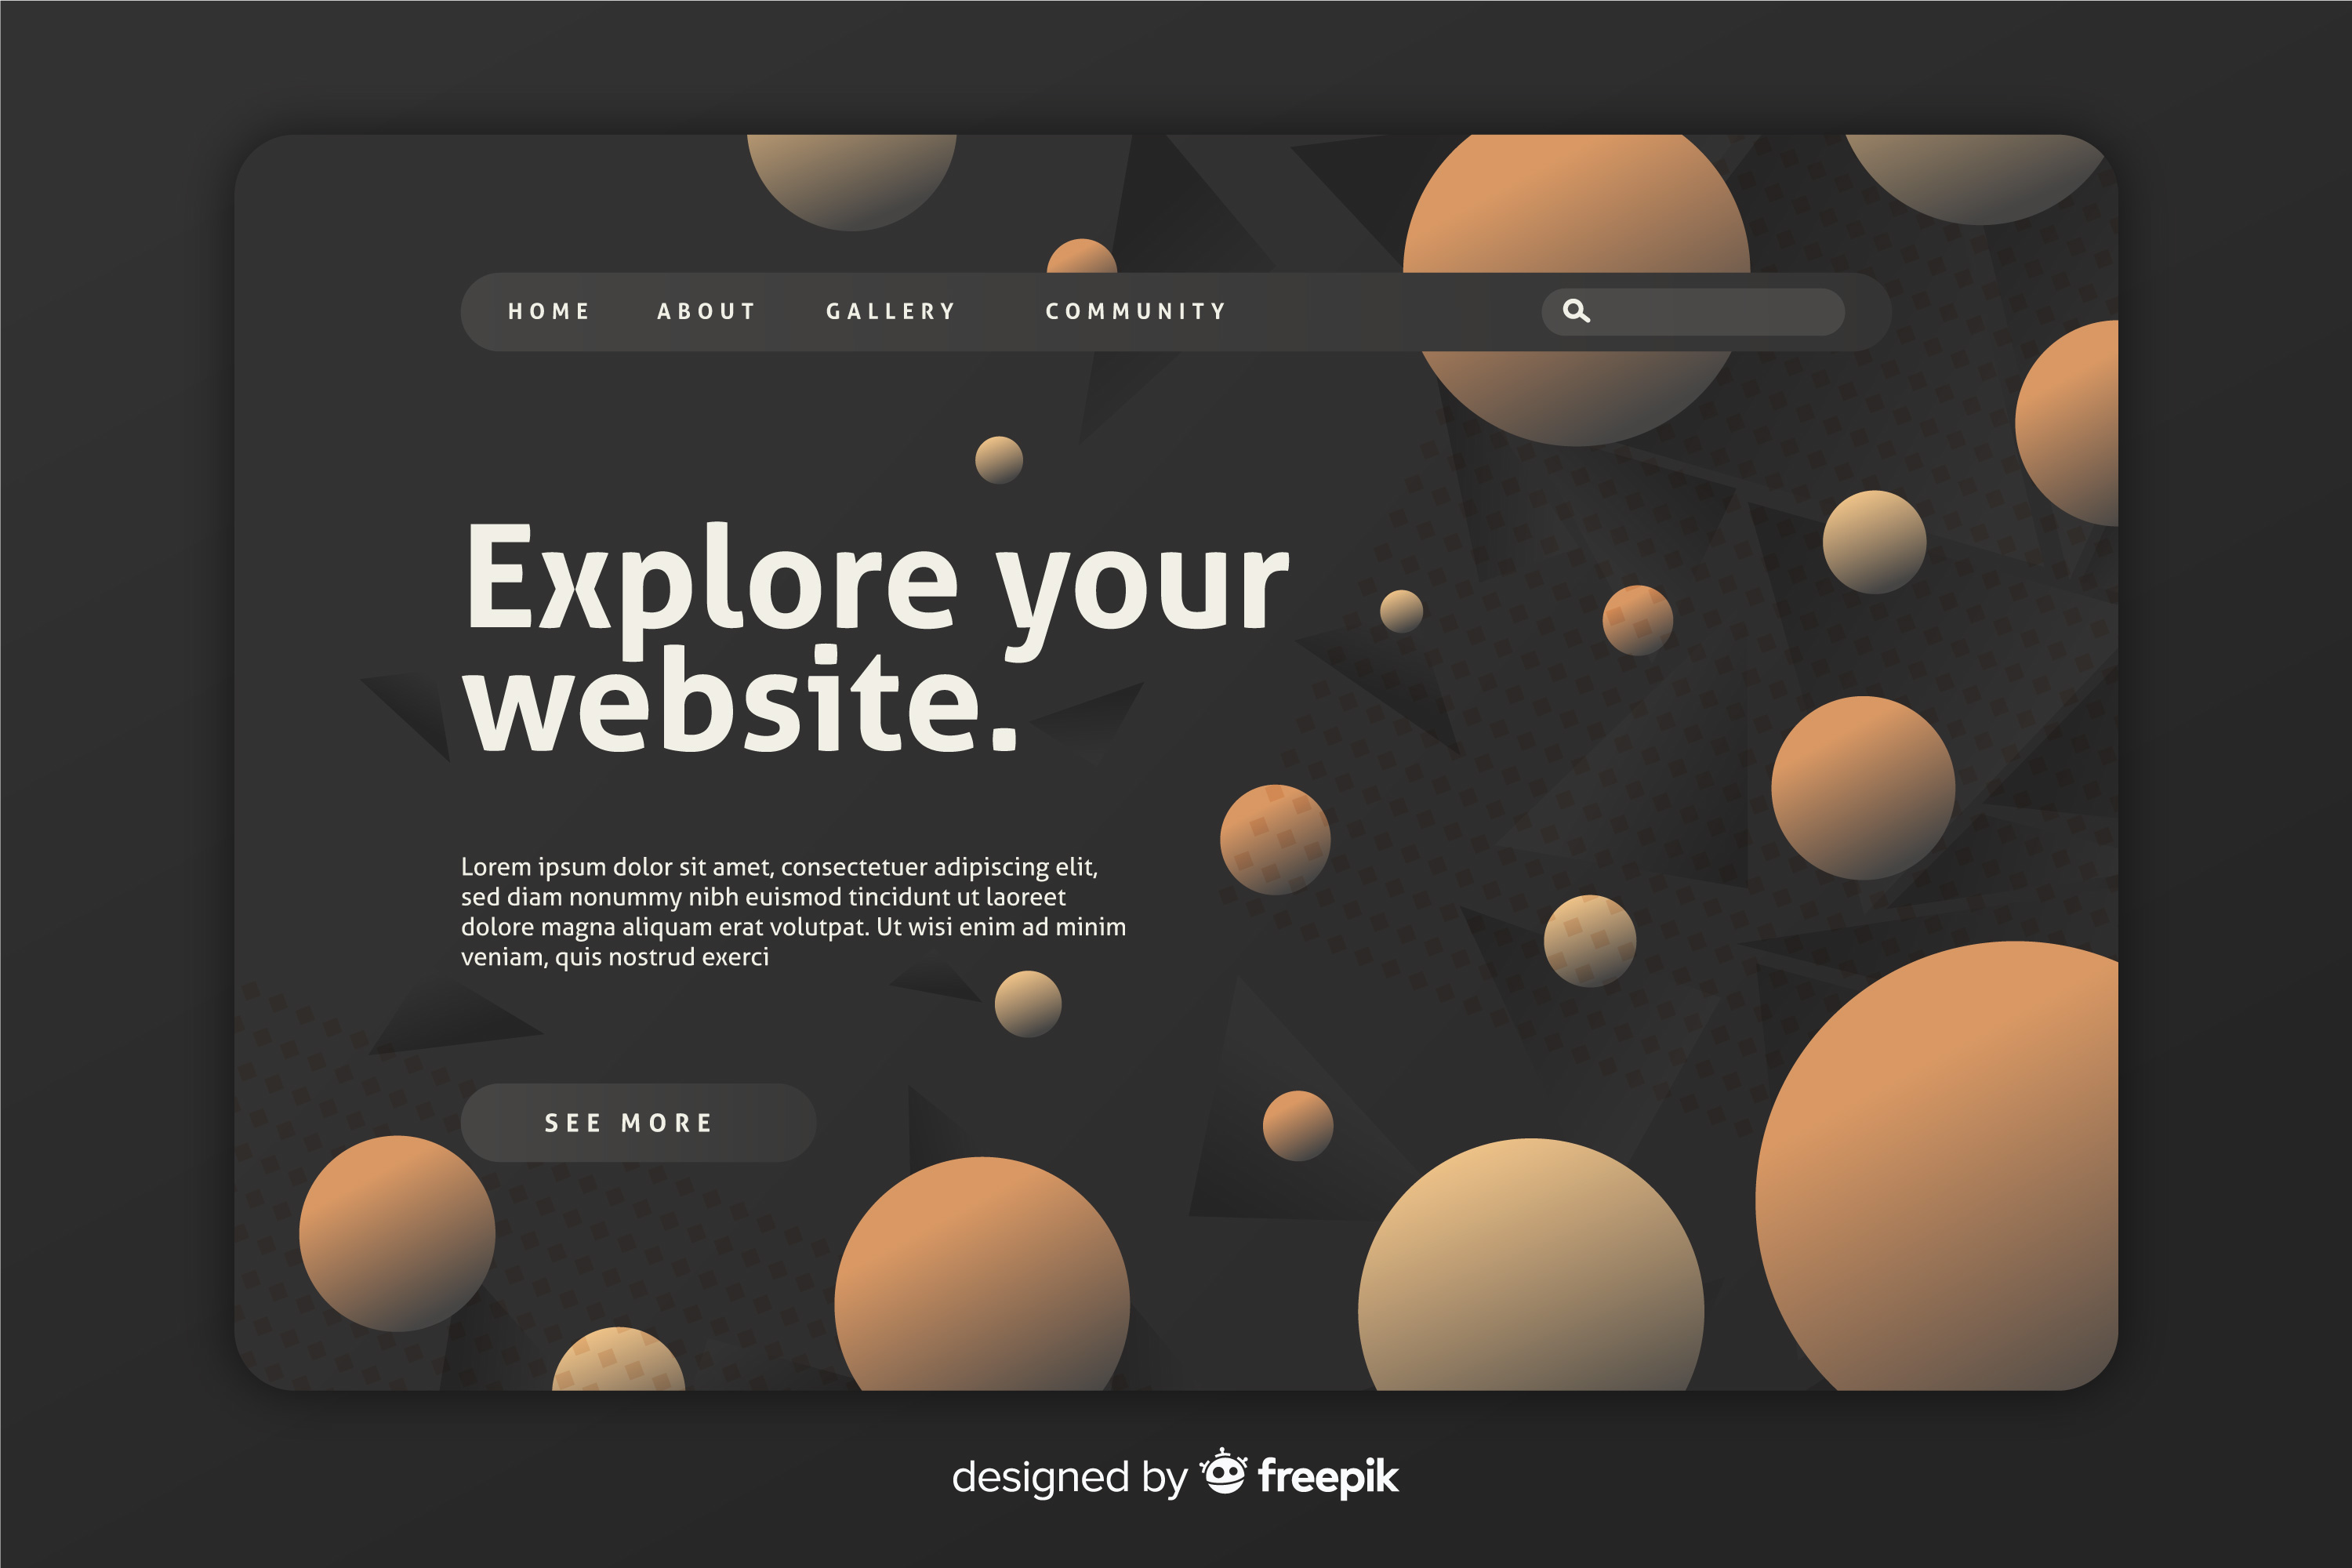 HOME ABOUT GALLERY COMMUNITY
Explore your
website.
Lorem ipsum dolor sit amet, consectetuer adipiscing elit,
sed diam nonummy nibh euismod tincidunt ut laoreet
dolore magna aliquam erat volutpat. Ut wisi enim ad minim
veniam, quis nostrud exerci
SEE MORE
designed by freepik